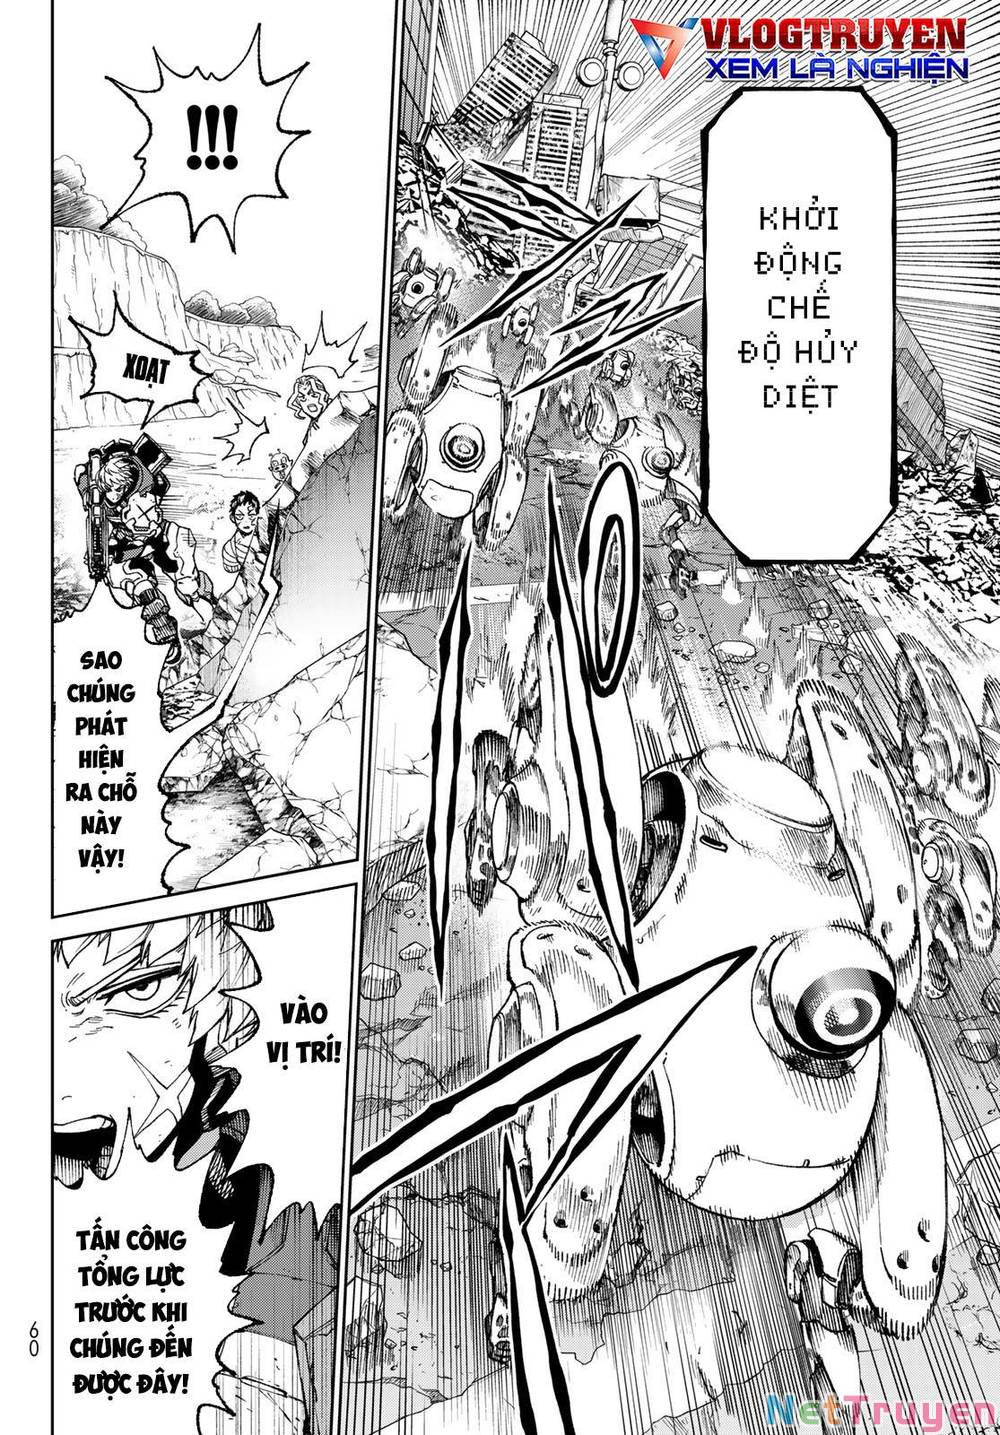 VLOGTRUYEN
XEM LÀ NGHIỆN
KHỞI
ĐỘNG
CHẾ
ĐỘ HỦY
DIỆT
!!!
XOẠT
SAO
CHÚNG
PHÁT
HIỆN
RA CHỖ
NÀY
VẬY!
VÀO
VỊ TRÍ!
TẤN CÔNG
TỔNG LỰC
TRƯỚC KHI
CHÚNG ĐẾN
ĐƯỢC ĐÂY!
60
NetTruyen